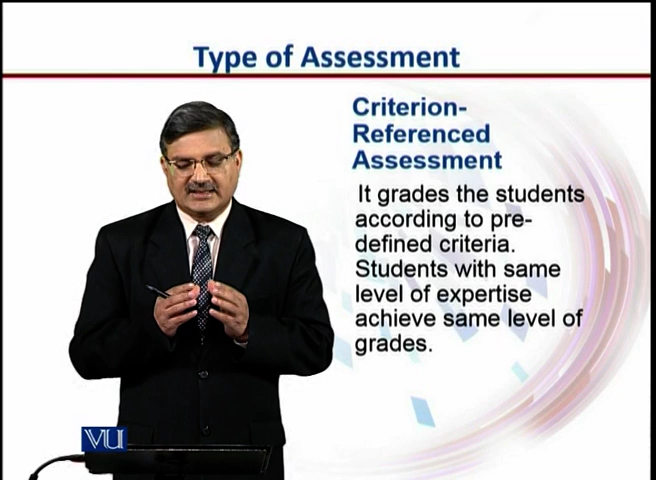 Type of Assessment
Criterion-
Referenced
Assessment
It grades the students
according to pre-
defined criteria.
Students with same
level of expertise
achieve same level of
grades.
VU